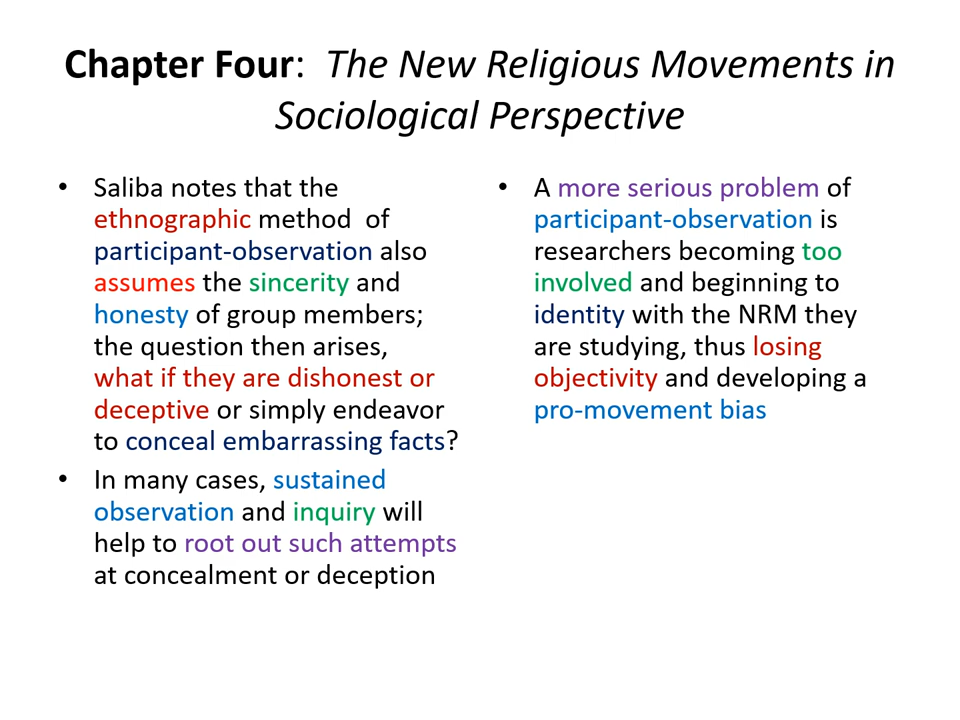 Chapter Four:  The New Religious Movements in
Sociological Perspective
• Saliba notes that the
ethnographic method  of
participant-observation also
assumes the sincerity and
honesty of group members;
the question then arises,
what if they are dishonest or
deceptive or simply endeavor
to conceal embarrassing facts?
• In many cases, sustained
observation and inquiry will
help to root out such attempts
at concealment or deception
• A more serious problem of
participant-observation is
researchers becoming too
involved and beginning to
identity with the NRM they
are studying, thus losing
objectivity and developing a
pro-movement bias